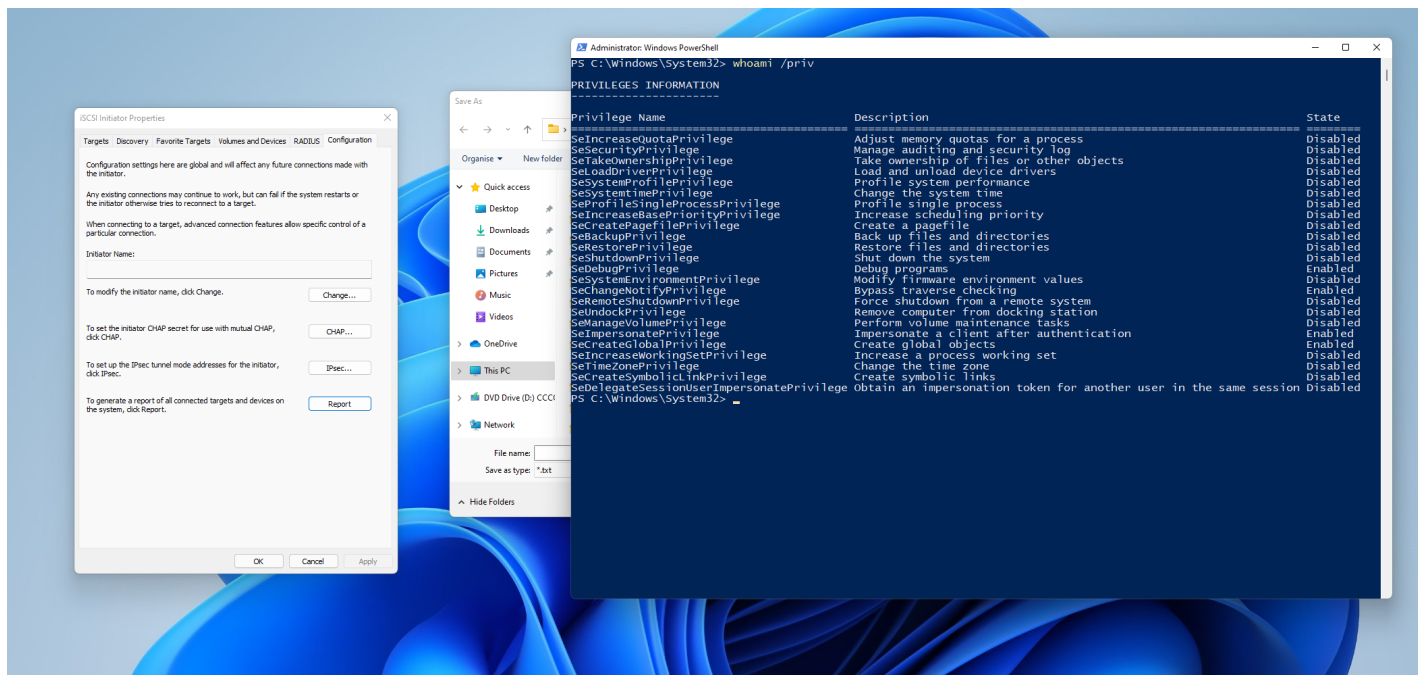 iSCSI Initiator Properties
Targets Discovery Favorite Targets Volumes and Devices RADIUS Configuration
Configuration settings here are global and will affect any future connections made with
the initiator.
Any existing connections may continue to work, but can fail if the system restarts or
the initiator otherwise tries to reconnect to a target.
When connecting to a target, advanced connection features allow specific control of a
particular connection.
Initiator Name:
To modify the initiator name, click Change.
Change...
To set the initiator CHAP secret for use with mutual CHAP,
click CHAP.
CHAP...
To set up the IPsec tunnel mode addresses for the initiator,
click IPsec.
IPsec...
To generate a report of all connected targets and devices on
the system, click Report.
Report
OK Cancel Apply
Save As
Organise New folder
Quick access
Desktop
Downloads
Documents
Pictures
Music
Videos
OneDrive
This PC
DVD Drive (D:)
Network
File name:
Save as type: *.txt
Hide Folders
Administrator: Windows PowerShell
PS C:\Windows\System32> whoami /priv
PRIVILEGES INFORMATION
----------------------
Privilege Name Description State
========================================= ================================================================== ========
SeIncreaseQuotaPrivilege Adjust memory quotas for a process Disabled
SeSecurityPrivilege Manage auditing and security log Disabled
SeTakeOwnershipPrivilege Take ownership of files or other objects Disabled
SeLoadDriverPrivilege Load and unload device drivers Disabled
SeSystemProfilePrivilege Profile system performance Disabled
SeSystemtimePrivilege Change the system time Disabled
SeProfileSingleProcessPrivilege Profile single process Disabled
SeIncreaseBasePriorityPrivilege Increase scheduling priority Disabled
SeCreatePagefilePrivilege Create a pagefile Disabled
SeBackupPrivilege Back up files and directories Disabled
SeRestorePrivilege Restore files and directories Disabled
SeShutdownPrivilege Shut down the system Disabled
SeDebugPrivilege Debug programs Enabled
SeSystemEnvironmentPrivilege Modify firmware environment values Disabled
SeChangeNotifyPrivilege Bypass traverse checking Enabled
SeRemoteShutdownPrivilege Force shutdown from a remote system Disabled
SeUndockPrivilege Remove computer from docking station Disabled
SeManageVolumePrivilege Perform volume maintenance tasks Disabled
SeImpersonatePrivilege Impersonate a client after authentication Enabled
SeCreateGlobalPrivilege Create global objects Enabled
SeIncreaseWorkingSetPrivilege Increase a process working set Disabled
SeTimeZonePrivilege Change the time zone Disabled
SeCreateSymbolicLinkPrivilege Create symbolic links Disabled
SeDelegateSessionUserImpersonatePrivilege Obtain an impersonation token for another user in the same session Disabled
PS C:\Windows\System32>